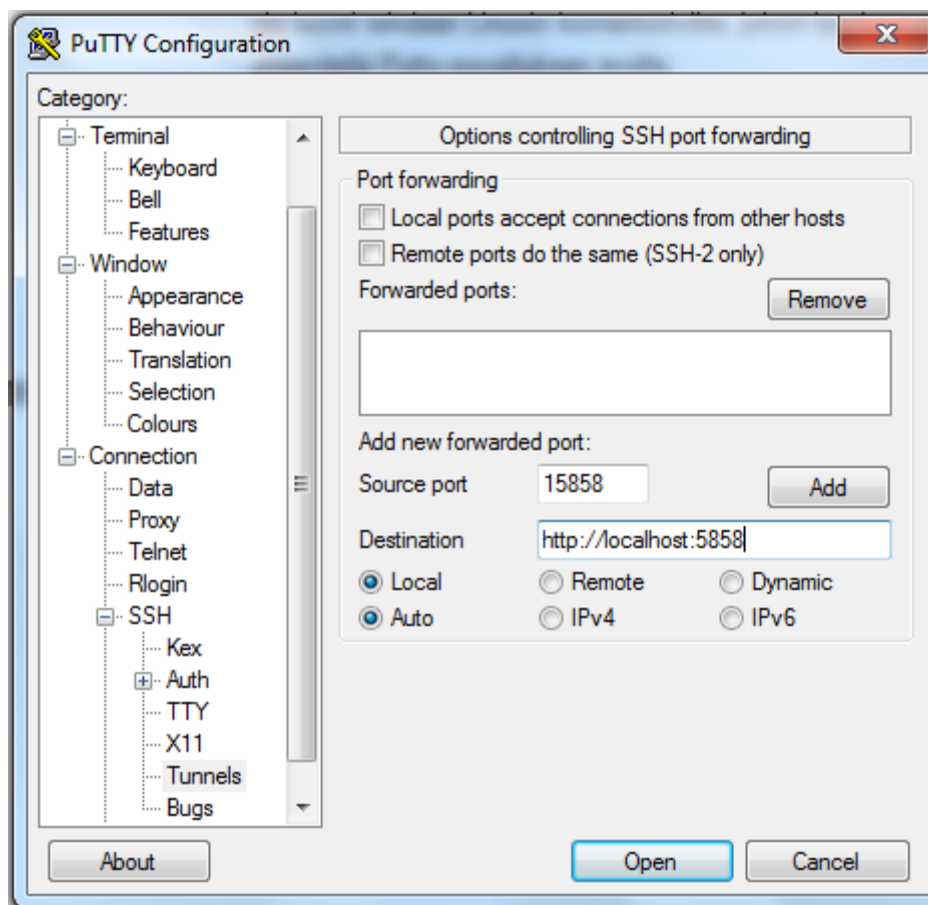 PuTTY Configuration
Category:
Terminal
Keyboard
Bell
Features
Window
Appearance
Behaviour
Translation
Selection
Colours
Connection
Data
Proxy
Telnet
Rlogin
SSH
Kex
Auth
TTY
X11
Tunnels
Bugs
Options controlling SSH port forwarding
Port forwarding
Local ports accept connections from other hosts
Remote ports do the same (SSH-2 only)
Forwarded ports:
Remove
Add new forwarded port:
Source port 15858 Add
Destination http://localhost:5858
Local Remote Dynamic
Auto IPv4 IPv6
About Open Cancel